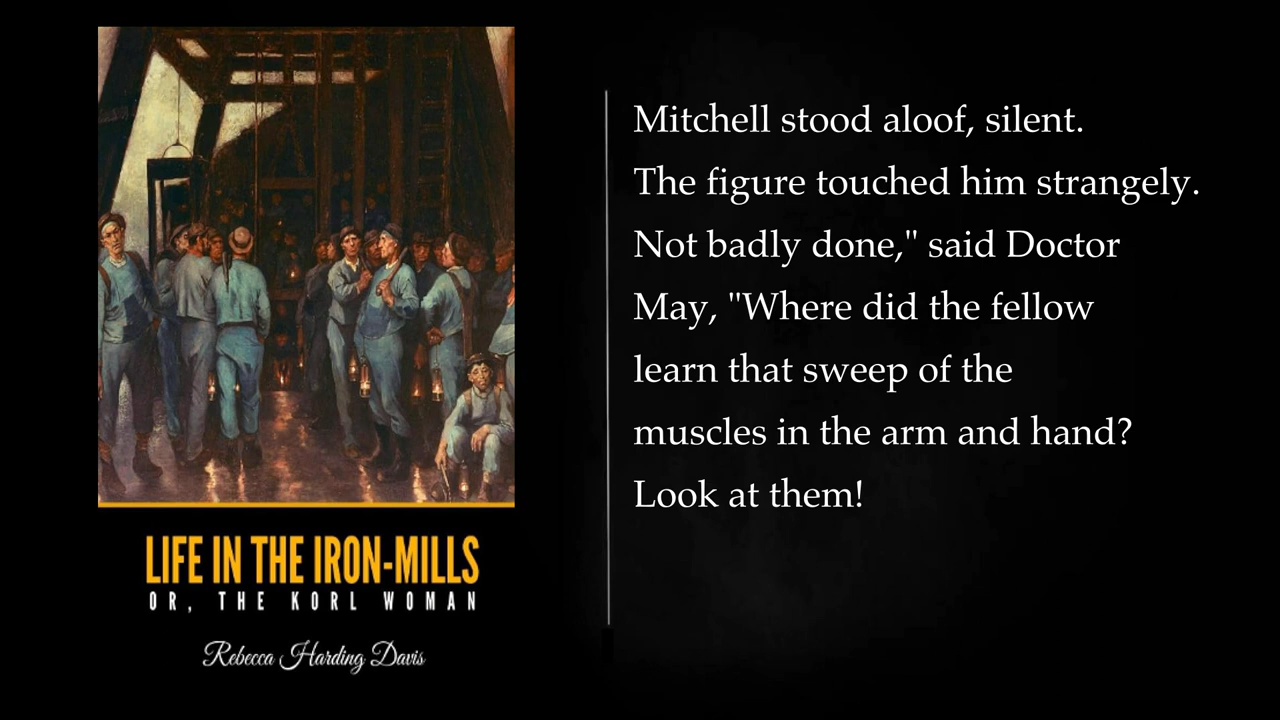 LIFE IN THE IRON-MILLS
OR, THE KORL WOMAN
Rebecca Harding Davis
Mitchell stood aloof, silent.
The figure touched him strangely.
Not badly done," said Doctor
May, "Where did the fellow
learn that sweep of the
muscles in the arm and hand?
Look at them!